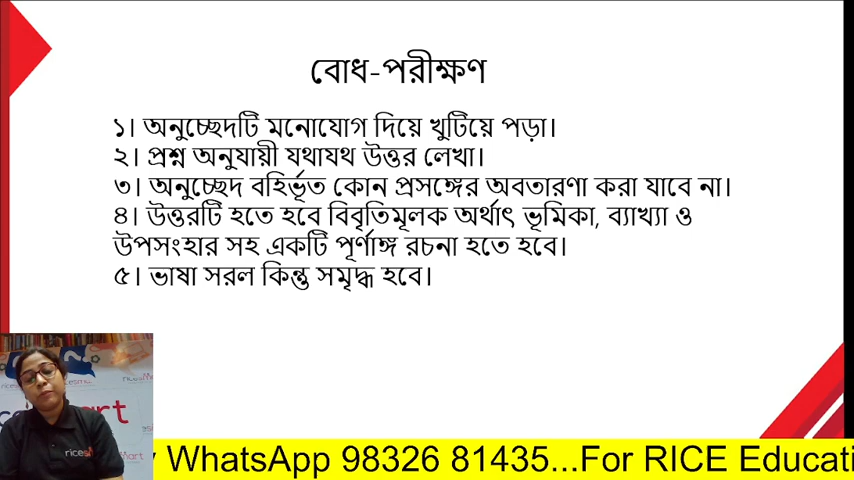 বোধ-পরীক্ষণ
১। অনুচ্ছেদটি মনোযোগ দিয়ে খুটিয়ে পড়া।
২। প্রশ্ন অনুযায়ী যথাযথ উত্তর লেখা।
৩। অনুচ্ছেদ বহির্ভূত কোন প্রসঙ্গের অবতারণা করা যাবে না।
৪। উত্তরটি হতে হবে বিবৃতিমূলক অর্থাৎ ভূমিকা, ব্যাখ্যা ও
উপসংহার সহ একটি পূর্ণাঙ্গ রচনা হতে হবে।
৫। ভাষা সরল কিন্তু সমৃদ্ধ হবে।
WhatsApp 98326 81435...For RICE Educati